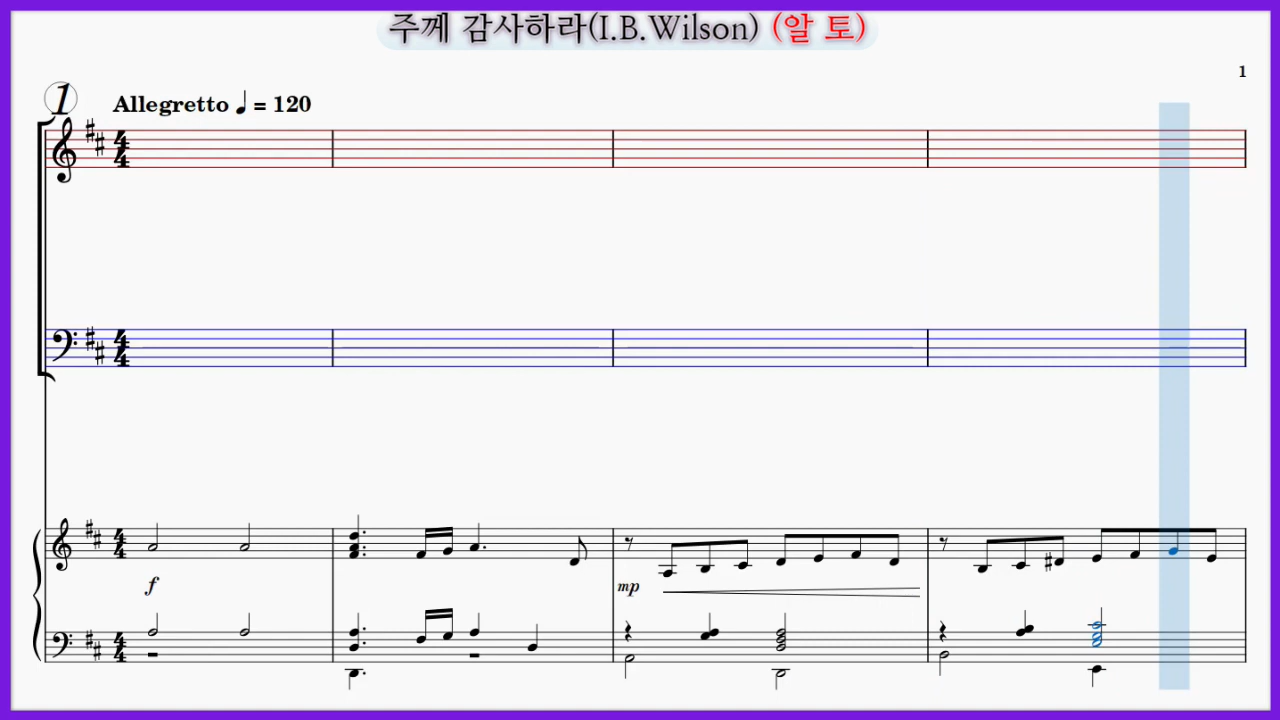 주께 감사하라(I.B.Wilson) (알 토)
1
1
Allegretto ♩ = 120
f
mp